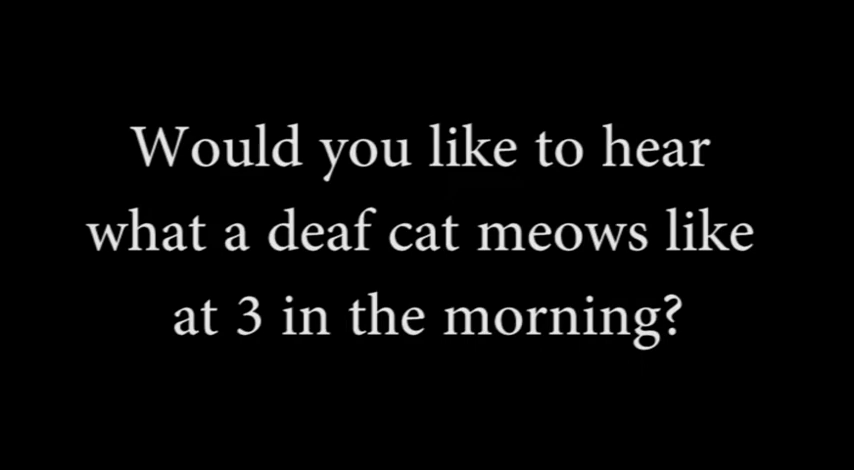 Would you like to hear
what a deaf cat meows like
at 3 in the morning?